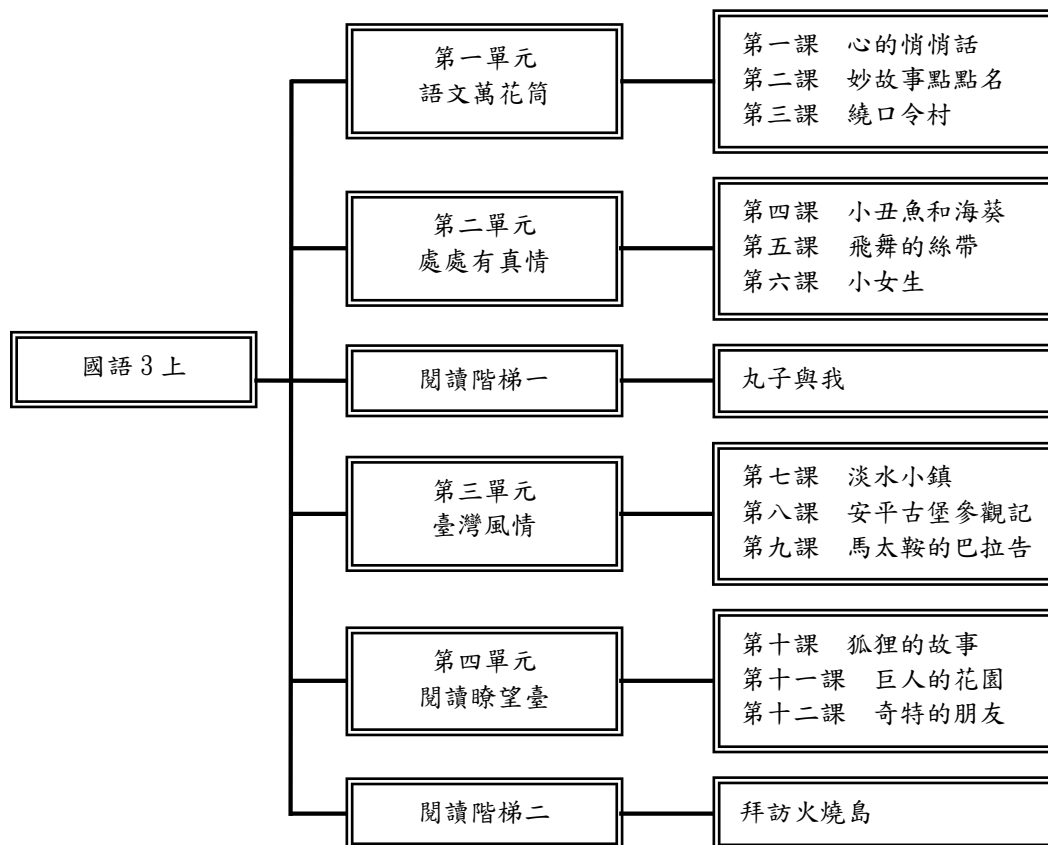 國語3上
第一單元
語文萬花筒
第一課　心的悄悄話
第二課　妙故事點點名
第三課　繞口令村
第二單元
處處有真情
第四課　小丑魚和海葵
第五課　飛舞的絲帶
第六課　小女生
閱讀階梯一
丸子與我
第三單元
臺灣風情
第七課　淡水小鎮
第八課　安平古堡參觀記
第九課　馬太鞍的巴拉告
第四單元
閱讀瞭望臺
第十課　狐狸的故事
第十一課　巨人的花園
第十二課　奇特的朋友
閱讀階梯二
拜訪火燒島